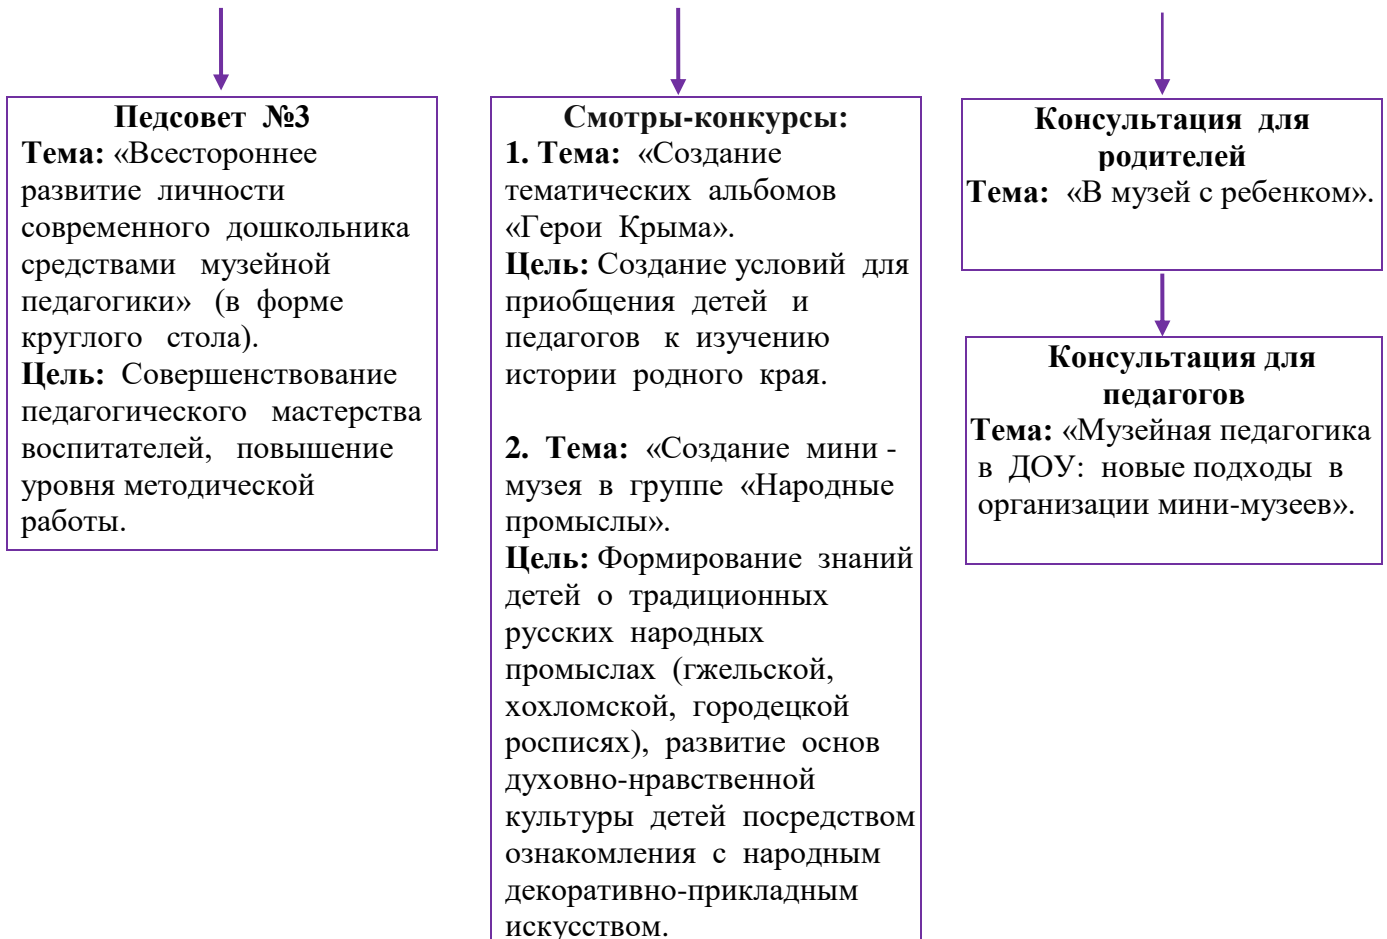 Педсовет №3
Тема: «Всестороннее
развитие личности
современного дошкольника
средствами музейной
педагогики» (в форме
круглого стола).
Цель: Совершенствование
педагогического мастерства
воспитателей, повышение
уровня методической
работы.
Смотры-конкурсы:
1. Тема: «Создание
тематических альбомов
«Герои Крыма».
Цель: Создание условий для
приобщения детей и
педагогов к изучению
истории родного края.
2. Тема: «Создание мини -
музея в группе «Народные
промыслы».
Цель: Формирование знаний
детей о традиционных
русских народных
промыслах (гжельской,
хохломской, городецкой
росписях), развитие основ
духовно-нравственной
культуры детей посредством
ознакомления с народным
декоративно-прикладным
искусством.
Консультация для
родителей
Тема: «В музей с ребенком».
Консультация для
педагогов
Тема: «Музейная педагогика
в ДОУ: новые подходы в
организации мини-музеев».